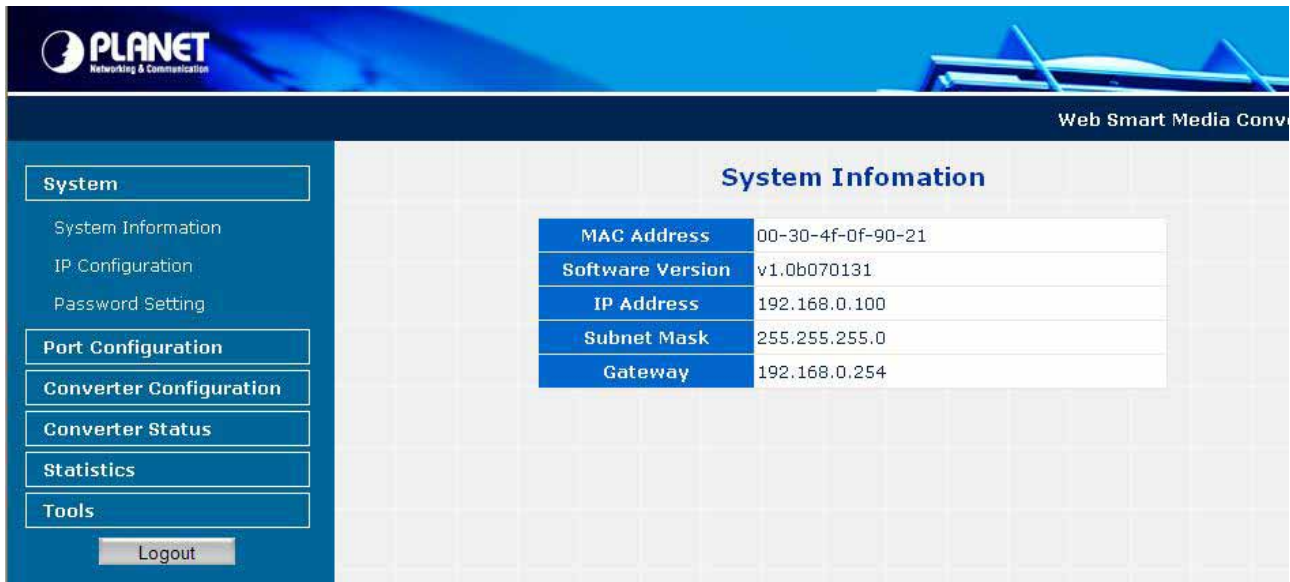 PLANET
Networking & Communication
Web Smart Media Conve
System
System Information
IP Configuration
Password Setting
Port Configuration
Converter Configuration
Converter Status
Statistics
Tools
Logout
System Infomation
MAC Address 00-30-4f-0f-90-21
Software Version v1.0b070131
IP Address 192.168.0.100
Subnet Mask 255.255.255.0
Gateway 192.168.0.254